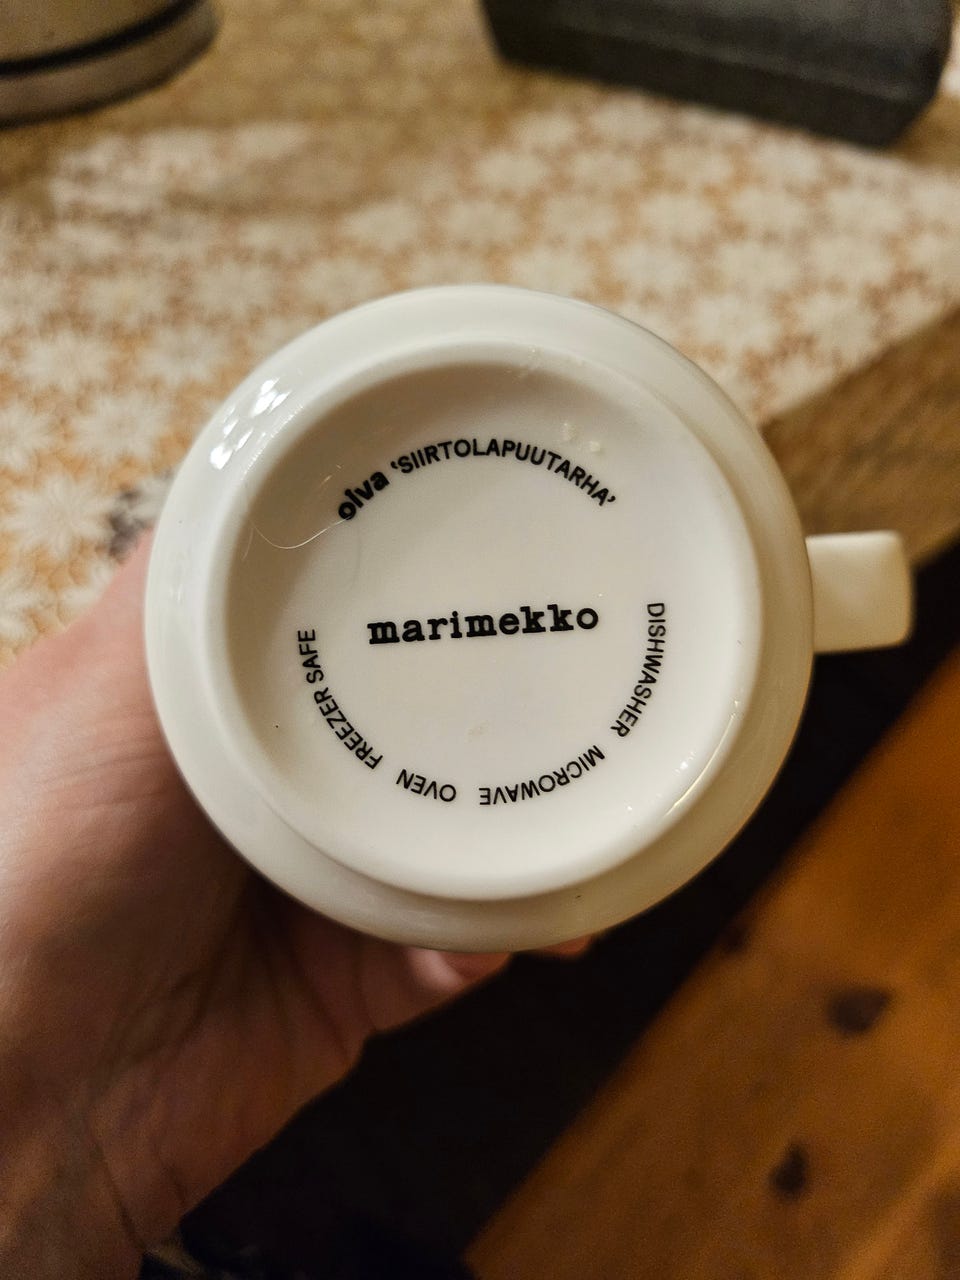 oiva ‘SIIRTOLAPUUTARHA’
marimekko
DISHWASHER MICROWAVE OVEN FREEZER SAFE